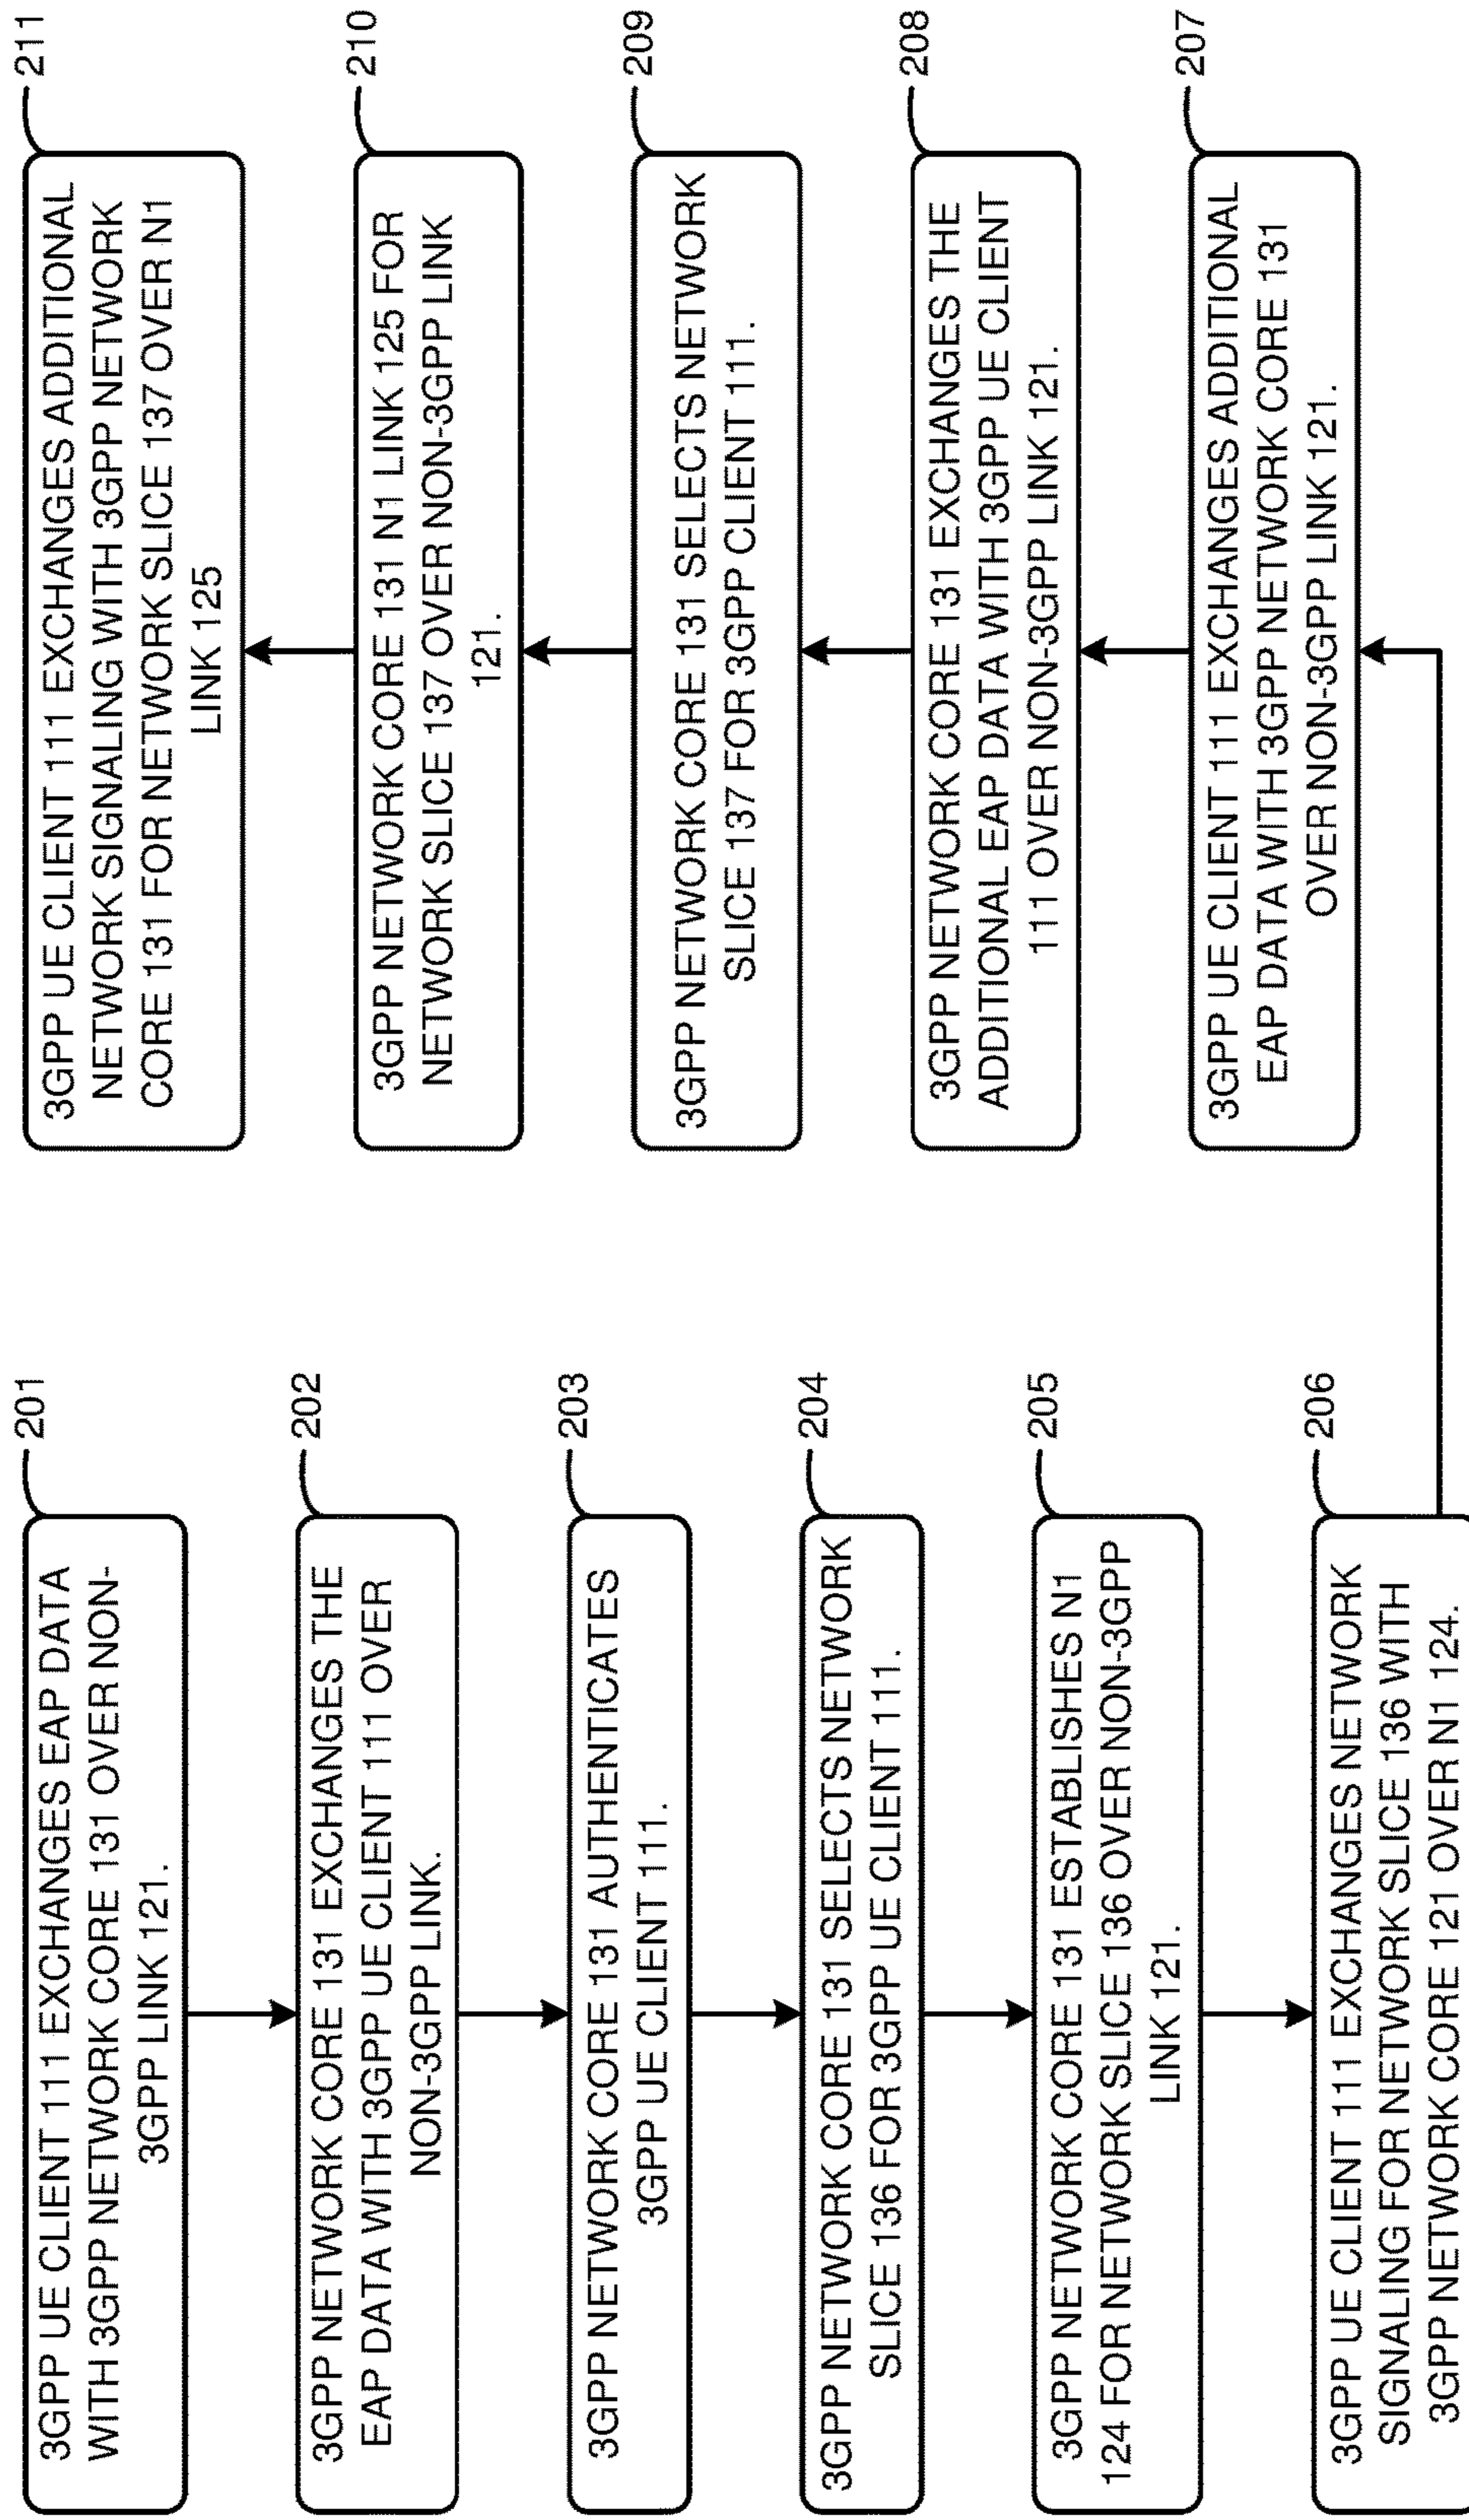 201
3GPP UE CLIENT 111 EXCHANGES EAP DATA
WITH 3GPP NETWORK CORE 131 OVER NON-
3GPP LINK 121.
202
3GPP NETWORK CORE 131 EXCHANGES THE
EAP DATA WITH 3GPP UE CLIENT 111 OVER
NON-3GPP LINK.
203
3GPP NETWORK CORE 131 AUTHENTICATES
3GPP UE CLIENT 111.
204
3GPP NETWORK CORE 131 SELECTS NETWORK
SLICE 136 FOR 3GPP UE CLIENT 111.
205
3GPP NETWORK CORE 131 ESTABLISHES N1
124 FOR NETWORK SLICE 136 OVER NON-3GPP
LINK 121.
206
3GPP UE CLIENT 111 EXCHANGES NETWORK
SIGNALING FOR NETWORK SLICE 136 WITH
3GPP NETWORK CORE 121 OVER N1 124.
207
3GPP UE CLIENT 111 EXCHANGES ADDITIONAL
EAP DATA WITH 3GPP NETWORK CORE 131
OVER NON-3GPP LINK 121.
208
3GPP NETWORK CORE 131 EXCHANGES THE
ADDITIONAL EAP DATA WITH 3GPP UE CLIENT
111 OVER NON-3GPP LINK 121.
209
3GPP NETWORK CORE 131 SELECTS NETWORK
SLICE 137 FOR 3GPP CLIENT 111.
210
3GPP NETWORK CORE 131 N1 LINK 125 FOR
NETWORK SLICE 137 OVER NON-3GPP LINK
121.
211
3GPP UE CLIENT 111 EXCHANGES ADDITIONAL
NETWORK SIGNALING WITH 3GPP NETWORK
CORE 131 FOR NETWORK SLICE 137 OVER N1
LINK 125